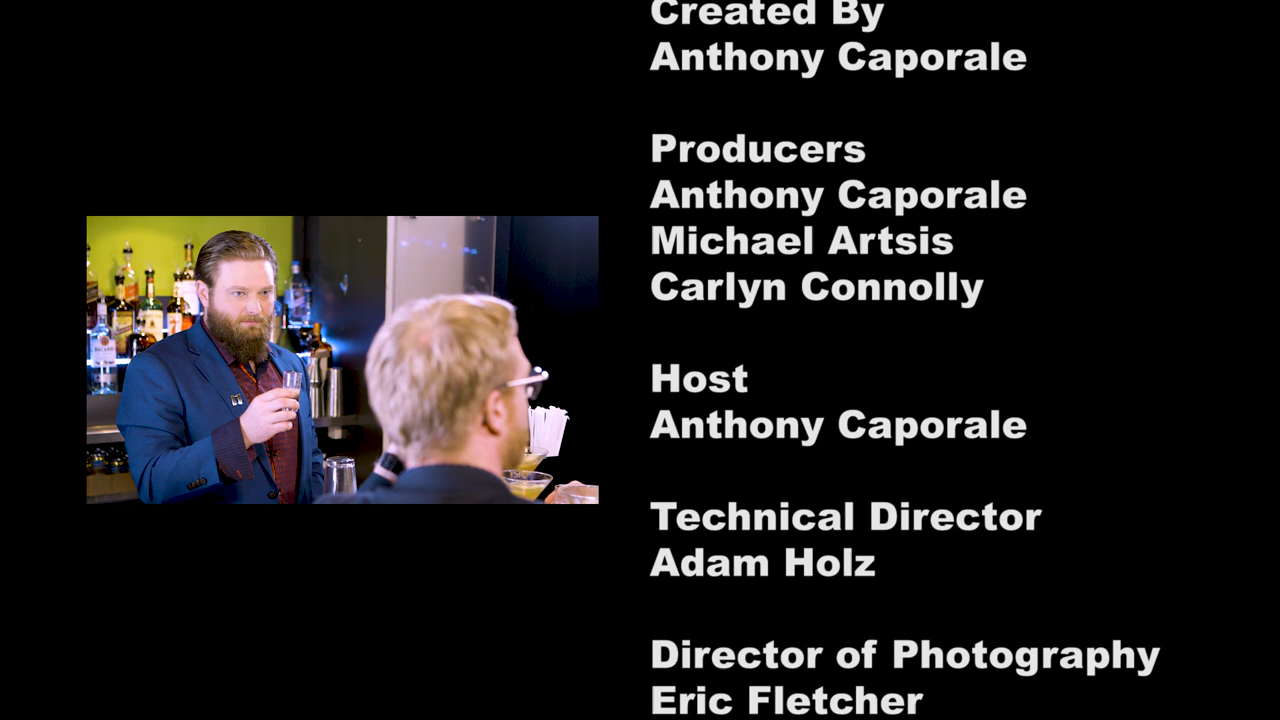 Created By
Anthony Caporale
Producers
Anthony Caporale
Michael Artsis
Carlyn Connolly
Host
Anthony Caporale
Technical Director
Adam Holz
Director of Photography
Eric Fletcher